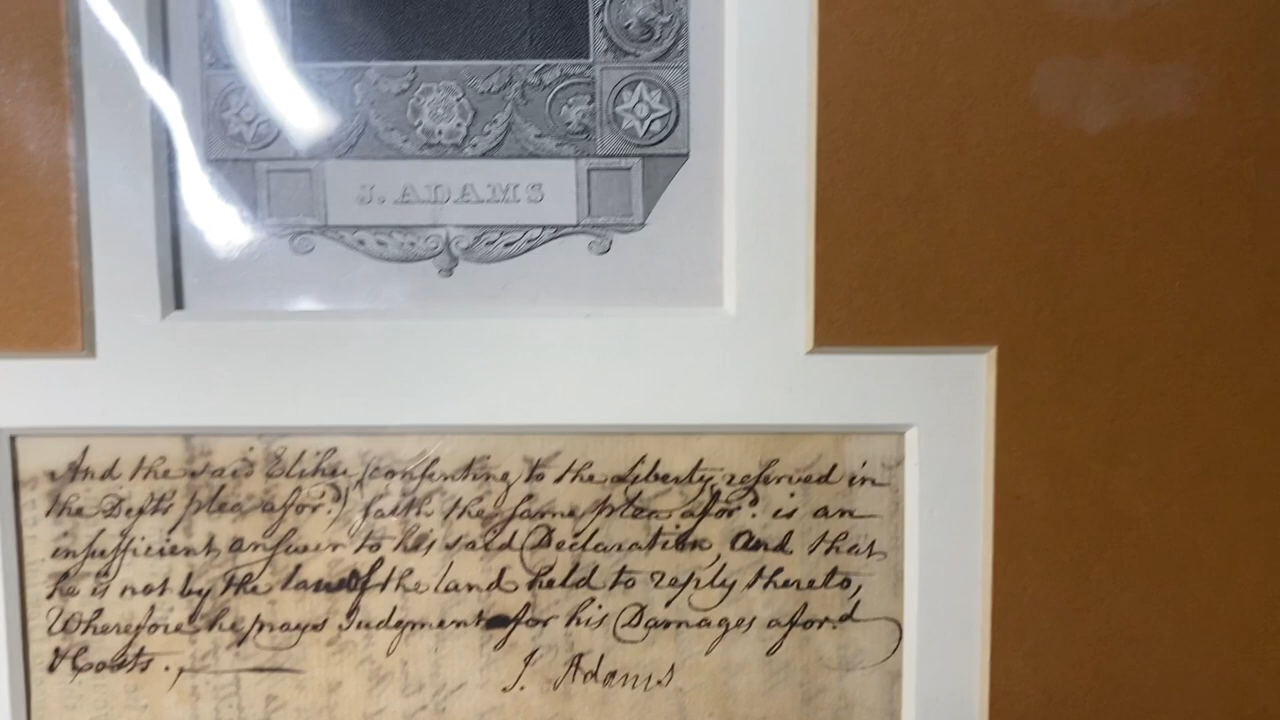 J. ADAMS
And the said Elihu (consenting to the Liberty reserved in
the Defts plea afor.d) saith the same plea afor.d is an
insufficient answer to his said Declaration, And that
he is not by the law of the land held to reply thereto,
Wherefore he prays Judgment for his Damages afor.d
& Costs.,
J. Adams